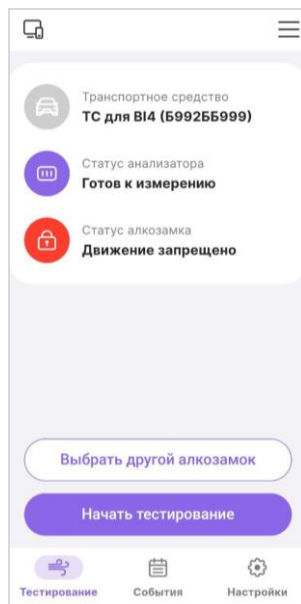 Транспортное средство
ТС для BI4 (Б992ББ999)
Статус анализатора
Готов к измерению
Статус алкозамка
Движение запрещено
Выбрать другой алкозамок
Начать тестирование
Тестирование События Настройки